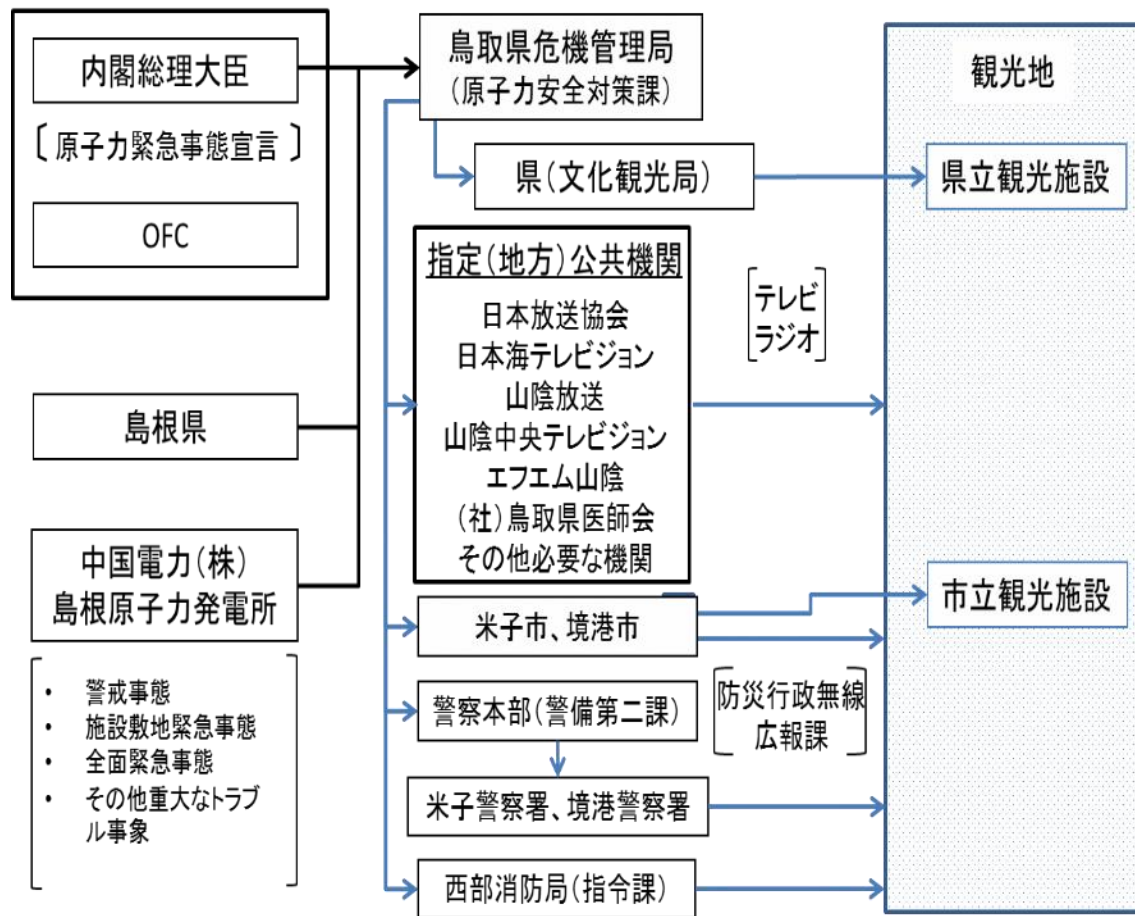 内閣総理大臣
〔原子力緊急事態宣言〕
OFC
島根県
中国電力(株)
島根原子力発電所
・ 警戒事態
・ 施設敷地緊急事態
・ 全面緊急事態
・ その他重大なトラブ
ル事象
鳥取県危機管理局
(原子力安全対策課)
県(文化観光局)
指定(地方)公共機関
日本放送協会
日本海テレビジョン
山陰放送
山陰中央テレビジョン
エフエム山陰
(社)鳥取県医師会
その他必要な機関
米子市、境港市
警察本部(警備第二課)
米子警察署、境港警察署
西部消防局(指令課)
テレビ
ラジオ
防災行政無線
広報課
観光地
県立観光施設
市立観光施設